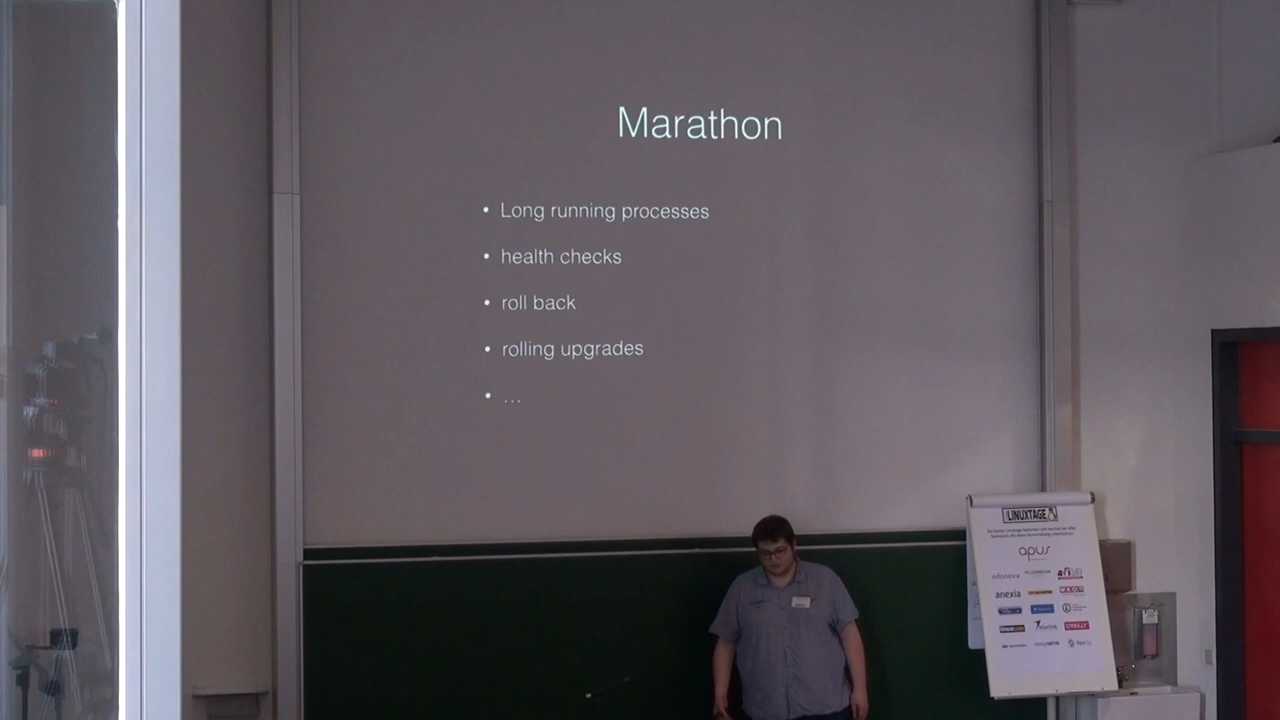 Marathon
• Long running processes
• health checks
• roll back
• rolling upgrades
• ...
LINUXTAGE
apus
infonova
anexia
O'REILLY